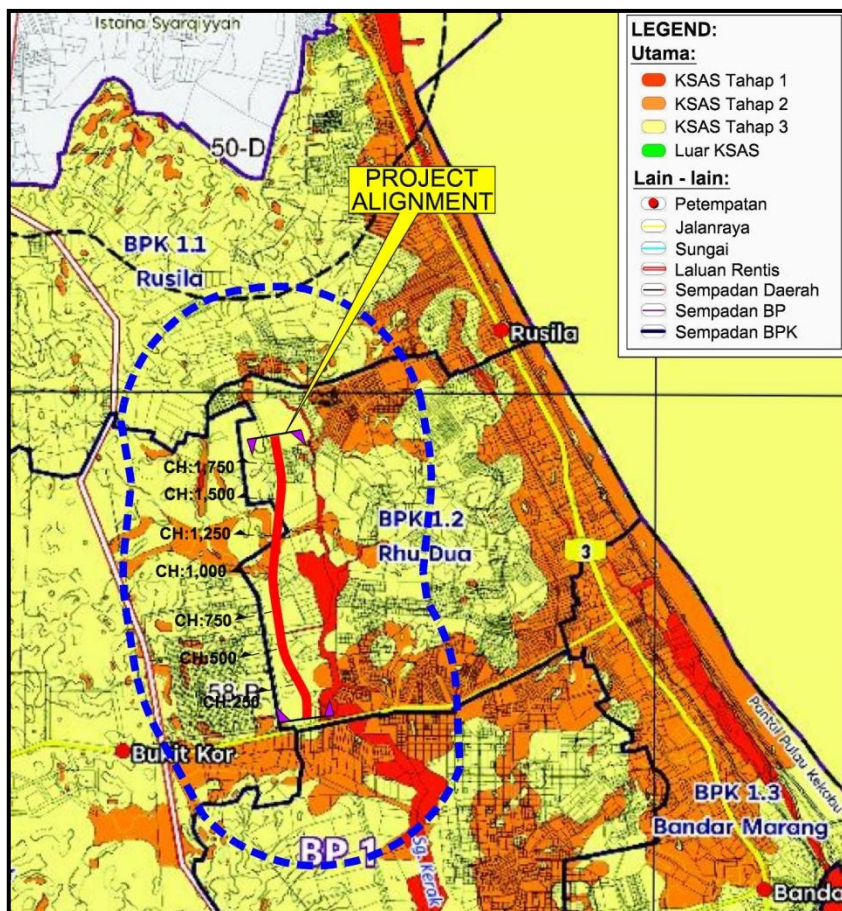 Istana Syarqiyyah
50-D
PROJECT
ALIGNMENT
BPK 1.1
Rusila
Rusila
CH:1,750
CH:1,500
CH:1,250
CH:1,000
CH:750
CH:500
CH:250
BPK 1.2
Rhu Dua
3
Bukit Kor
BP 1
Sg. Kerak
Pantai Pulau Kekabu
BPK 1.3
Bandar Marang
Banda
LEGEND:
Utama:
KSAS Tahap 1
KSAS Tahap 2
KSAS Tahap 3
Luar KSAS
Lain - lain:
Petempatan
Jalanraya
Sungai
Laluan Rentis
Sempadan Daerah
Sempadan BP
Sempadan BPK